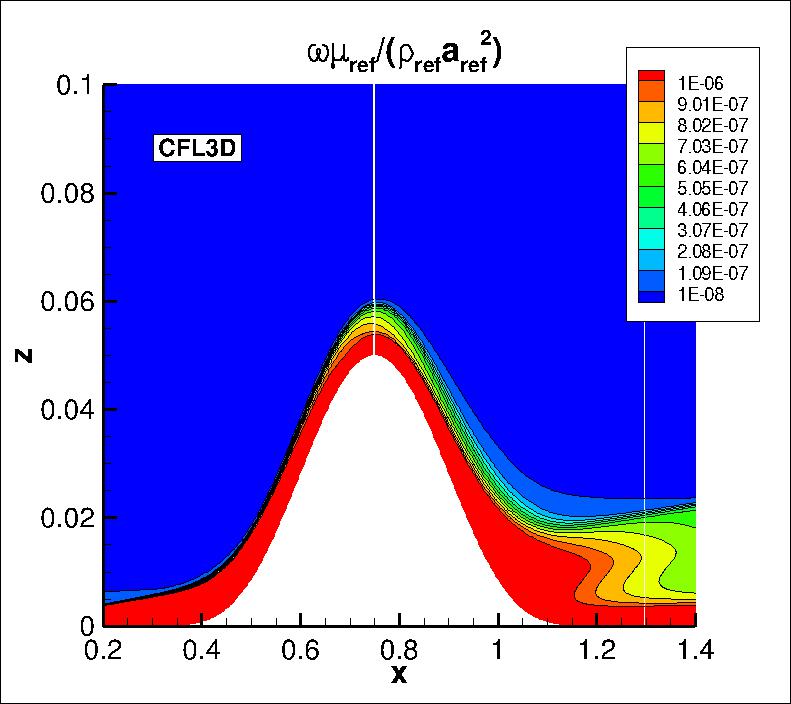 ωμref/(ρrefaref2)
CFL3D
1E-06
9.01E-07
8.02E-07
7.03E-07
6.04E-07
5.05E-07
4.06E-07
3.07E-07
2.08E-07
1.09E-07
1E-08
0.1
0.08
0.06
0.04
0.02
0
z
0.2 0.4 0.6 0.8 1 1.2 1.4
x